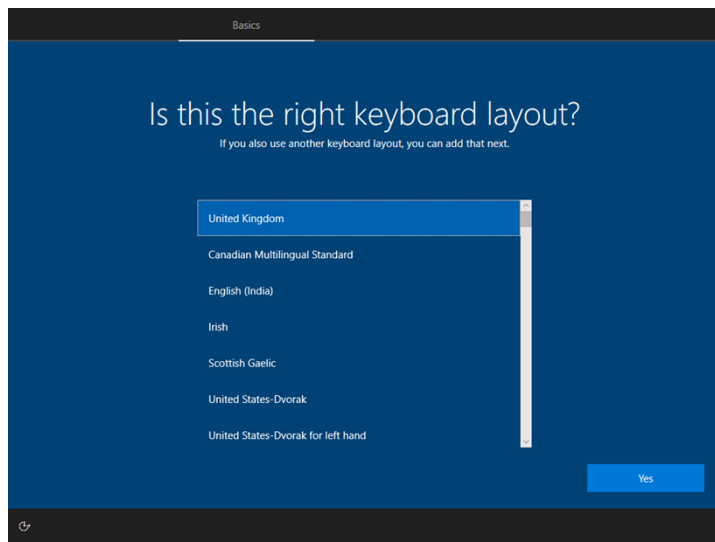 Basics
Is this the right keyboard layout?
If you also use another keyboard layout, you can add that next.
United Kingdom
Canadian Multilingual Standard
English (India)
Irish
Scottish Gaelic
United States-Dvorak
United States-Dvorak for left hand
Yes